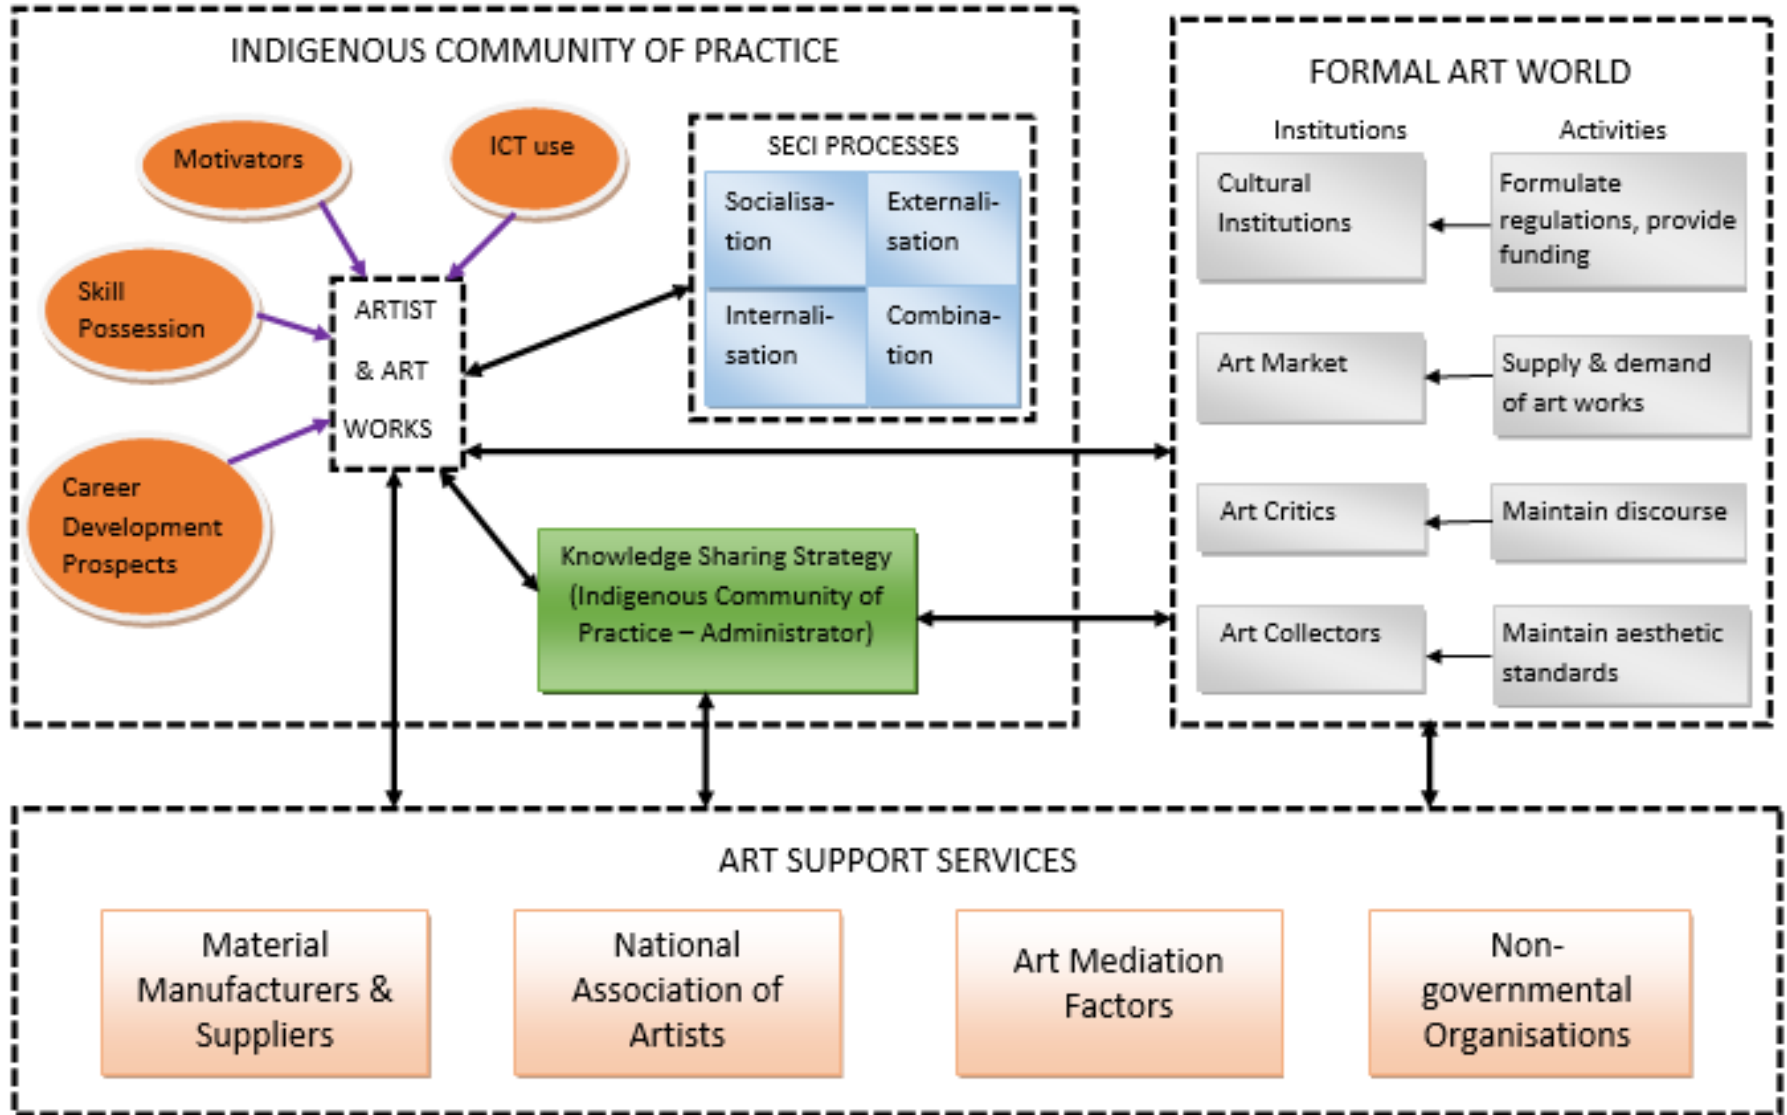 INDIGENOUS COMMUNITY OF PRACTICE
Motivators
ICT use
Skill
Possession
Career
Development
Prospects
ARTIST
& ART
WORKS
SECI PROCESSES
Socialisa-
tion
Externali-
sation
Internali-
sation
Combina-
tion
Knowledge Sharing Strategy
(Indigenous Community of
Practice – Administrator)
FORMAL ART WORLD
Institutions
Activities
Cultural
Institutions
Formulate
regulations, provide
funding
Art Market
Supply & demand
of art works
Art Critics
Maintain discourse
Art Collectors
Maintain aesthetic
standards
ART SUPPORT SERVICES
Material
Manufacturers &
Suppliers
National
Association of
Artists
Art Mediation
Factors
Non-
governmental
Organisations